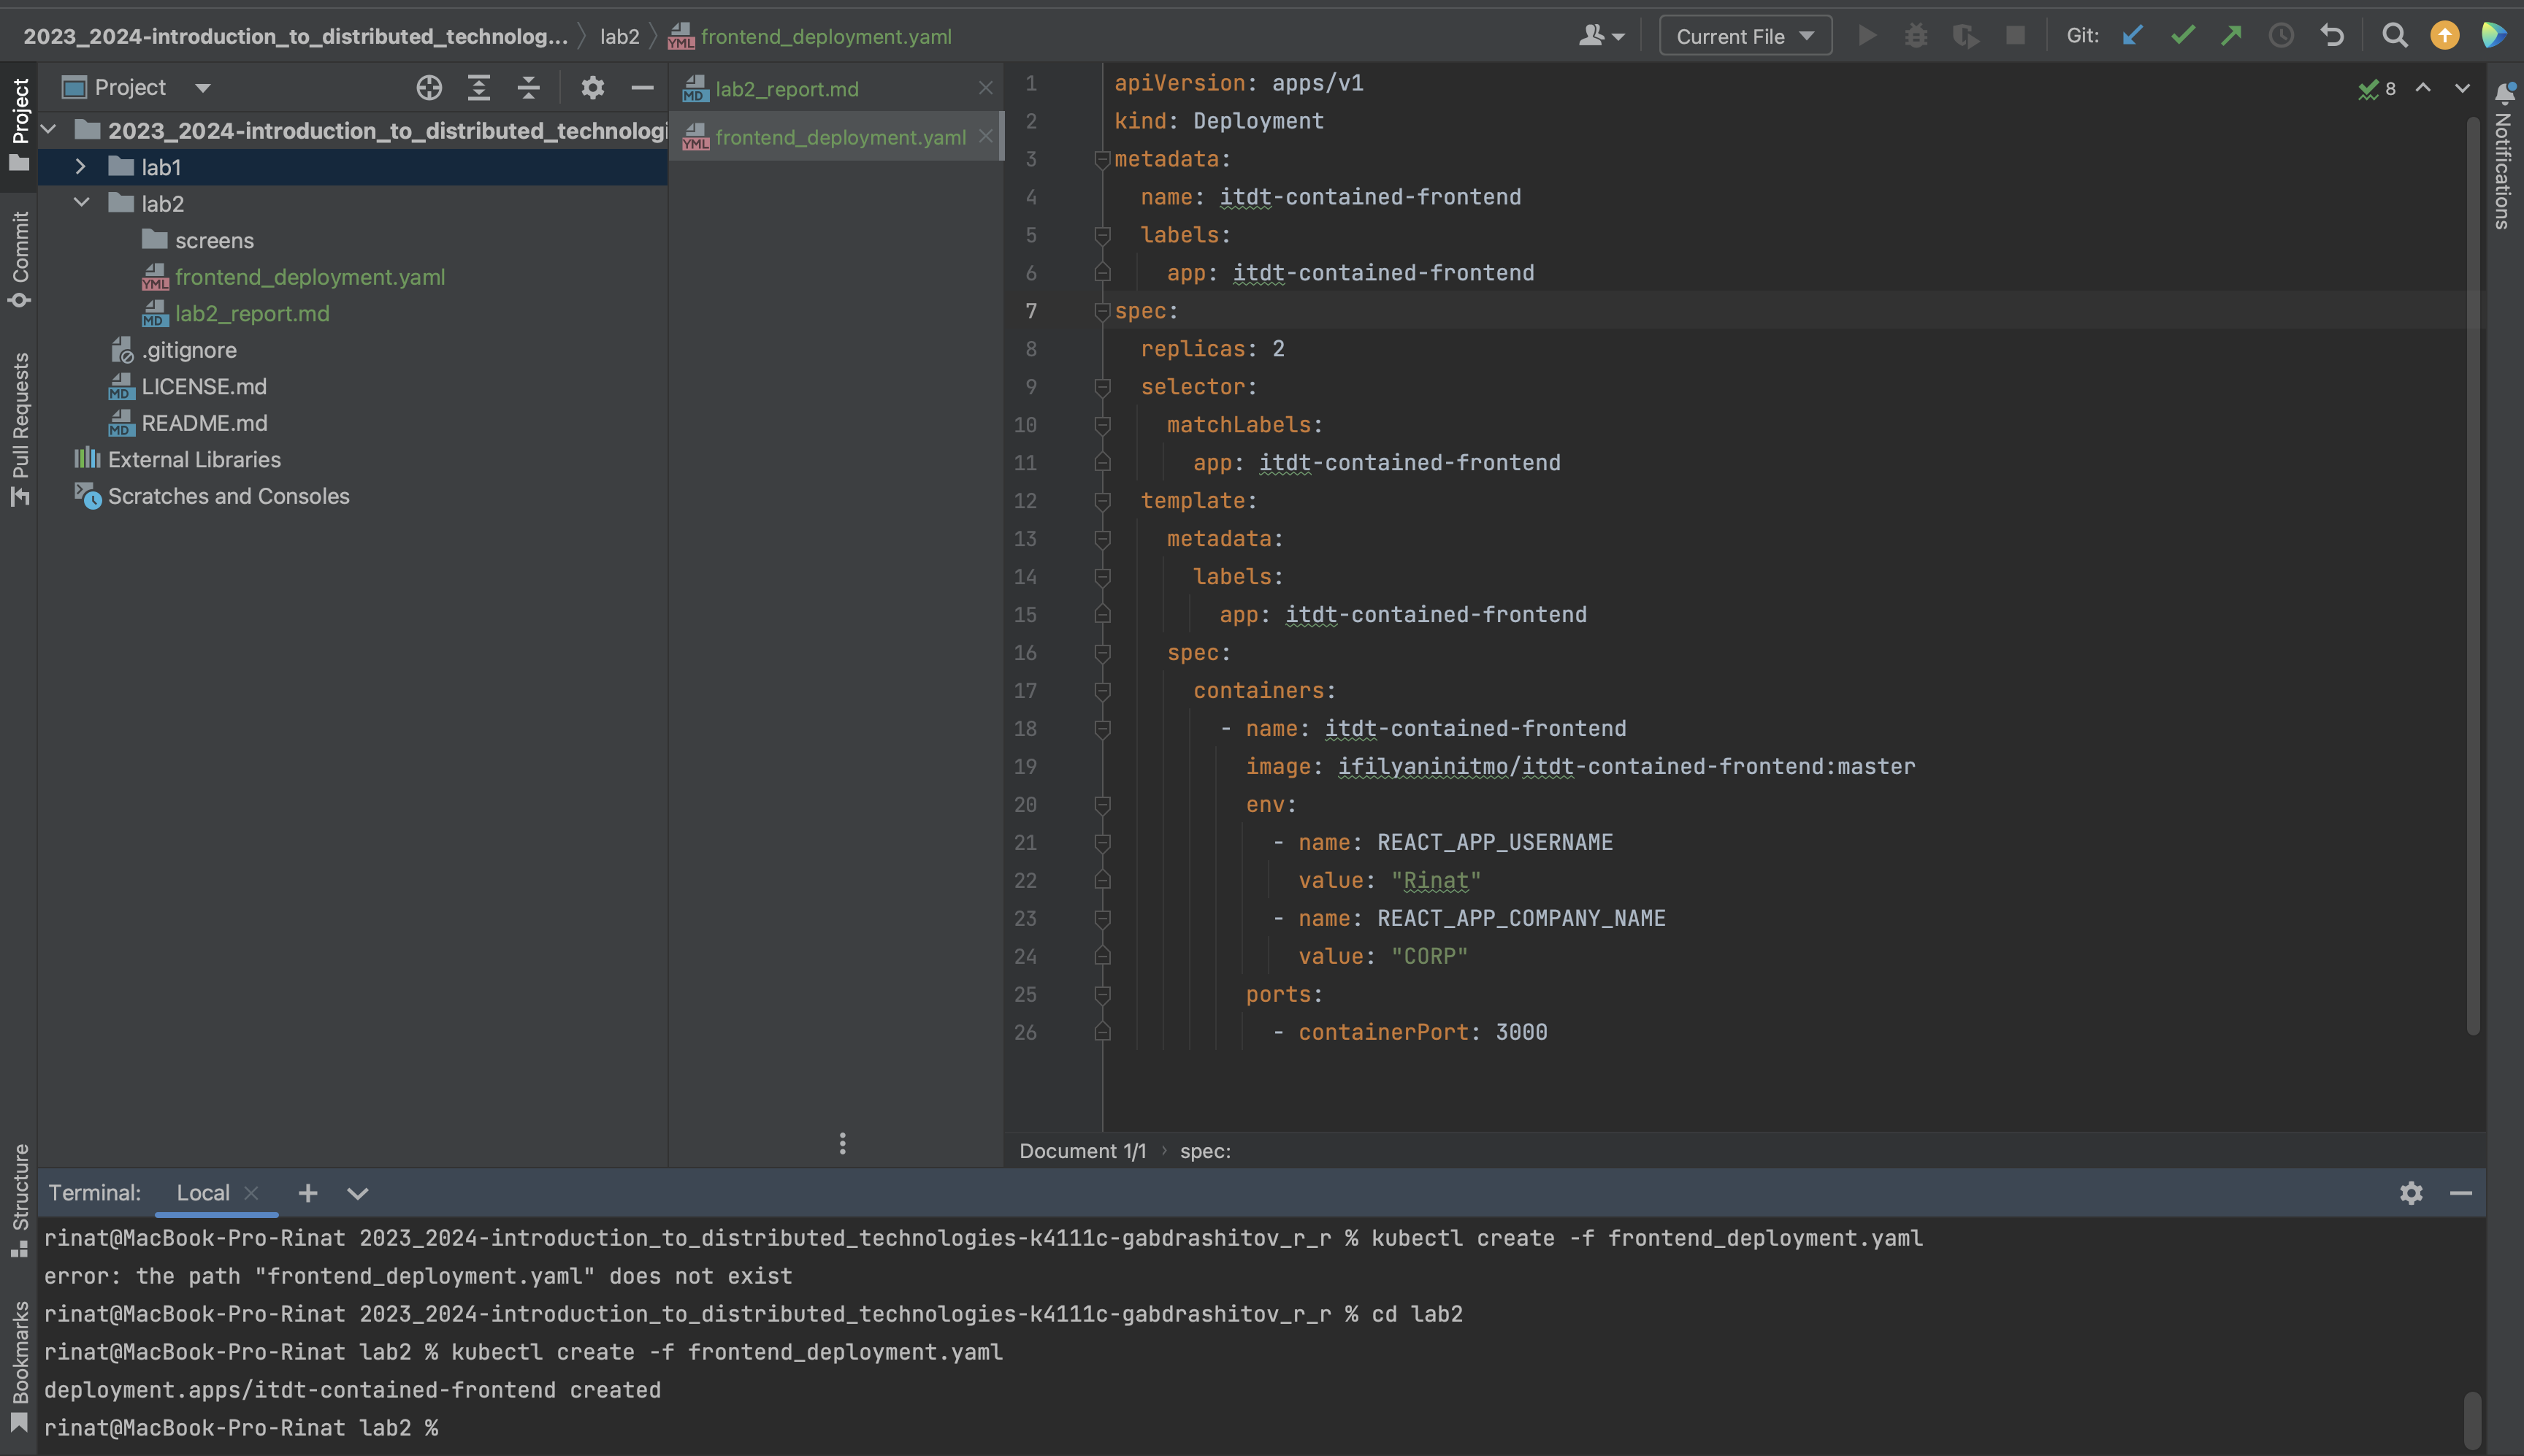 2023_2024-introduction_to_distributed_technolog... lab2 frontend_deployment.yaml
Current File
Git:
Project
lab2_report.md
frontend_deployment.yaml
2023_2024-introduction_to_distributed_technologi
lab1
lab2
screens
frontend_deployment.yaml
lab2_report.md
.gitignore
LICENSE.md
README.md
External Libraries
Scratches and Consoles
Project
Commit
Pull Requests
Structure
Bookmarks
Notifications
8
1 apiVersion: apps/v1
2 kind: Deployment
3 metadata:
4   name: itdt-contained-frontend
5   labels:
6     app: itdt-contained-frontend
7 spec:
8   replicas: 2
9   selector:
10     matchLabels:
11       app: itdt-contained-frontend
12   template:
13     metadata:
14       labels:
15         app: itdt-contained-frontend
16     spec:
17       containers:
18         - name: itdt-contained-frontend
19           image: ifilyaninitmo/itdt-contained-frontend:master
20           env:
21             - name: REACT_APP_USERNAME
22               value: "Rinat"
23             - name: REACT_APP_COMPANY_NAME
24               value: "CORP"
25           ports:
26             - containerPort: 3000
Document 1/1 › spec:
Terminal: Local
rinat@MacBook-Pro-Rinat 2023_2024-introduction_to_distributed_technologies-k4111c-gabdrashitov_r_r % kubectl create -f frontend_deployment.yaml
error: the path "frontend_deployment.yaml" does not exist
rinat@MacBook-Pro-Rinat 2023_2024-introduction_to_distributed_technologies-k4111c-gabdrashitov_r_r % cd lab2
rinat@MacBook-Pro-Rinat lab2 % kubectl create -f frontend_deployment.yaml
deployment.apps/itdt-contained-frontend created
rinat@MacBook-Pro-Rinat lab2 %